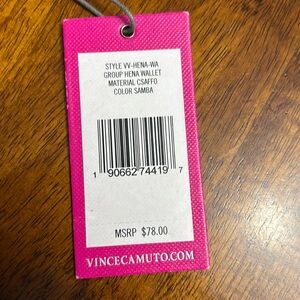 STYLE VV-HENA-WA
GROUP HENA WALLET
MATERIAL CSAFFO
COLOR SAMBA
1 90662 74419 7
MSRP $78.00
VINCECAMUTO.COM